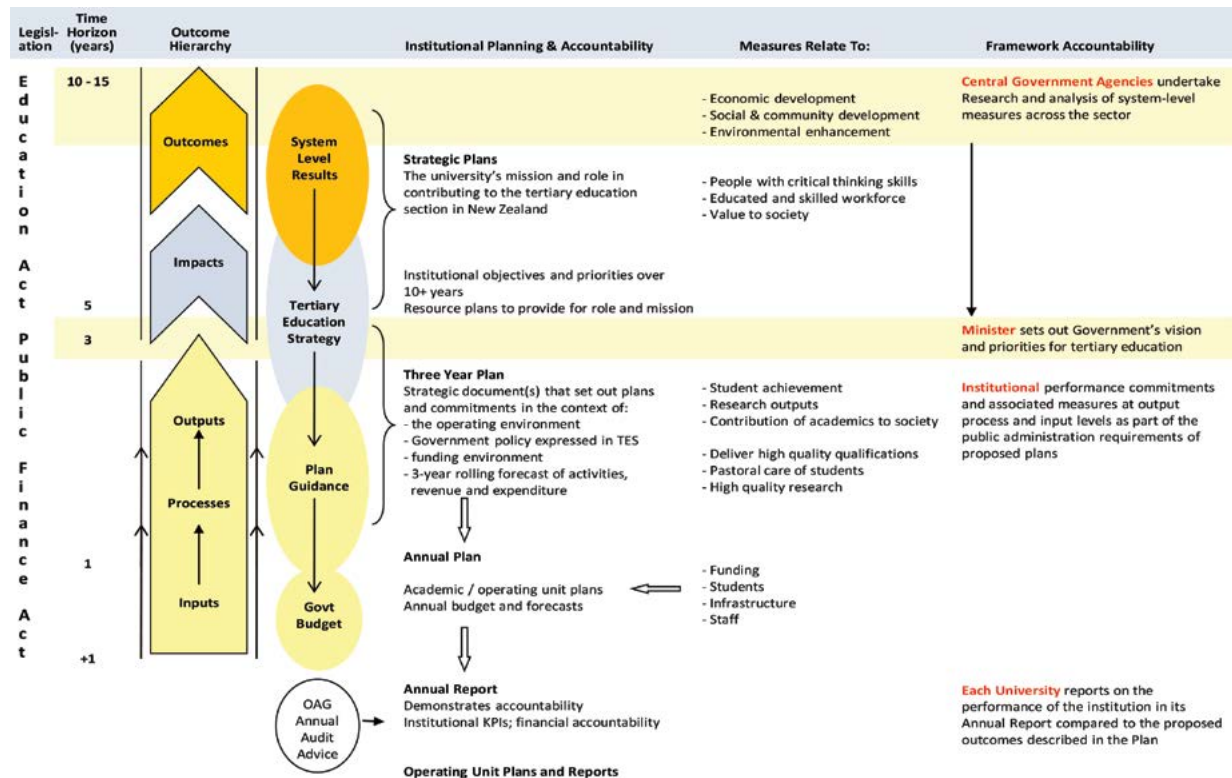 Legisl-
ation
Time
Horizon
(years)
Outcome
Hierarchy
Institutional Planning & Accountability
Measures Relate To:
Framework Accountability
Education Act Public Finance Act
10 - 15
5
3
1
+1
Outcomes
Impacts
Outputs
Processes
Inputs
System
Level
Results
Tertiary
Education
Strategy
Plan
Guidance
Govt
Budget
OAG
Annual
Audit
Advice
Strategic Plans
The university's mission and role in
contributing to the tertiary education
section in New Zealand
Institutional objectives and priorities over
10+ years
Resource plans to provide for role and mission
Three Year Plan
Strategic document(s) that set out plans
and commitments in the context of:
- the operating environment
- Government policy expressed in TES
- funding environment
- 3-year rolling forecast of activities,
revenue and expenditure
Annual Plan
Academic / operating unit plans
Annual budget and forecasts
Annual Report
Demonstrates accountability
Institutional KPIs; financial accountability
Operating Unit Plans and Reports
- Economic development
- Social & community development
- Environmental enhancement
- People with critical thinking skills
- Educated and skilled workforce
- Value to society
- Student achievement
- Research outputs
- Contribution of academics to society
- Deliver high quality qualifications
- Pastoral care of students
- High quality research
- Funding
- Students
- Infrastructure
- Staff
Central Government Agencies undertake
Research and analysis of system-level
measures across the sector
Minister sets out Government's vision
and priorities for tertiary education
Institutional performance commitments
and associated measures at output
process and input levels as part of the
public administration requirements of
proposed plans
Each University reports on the
performance of the institution in its
Annual Report compared to the proposed
outcomes described in the Plan